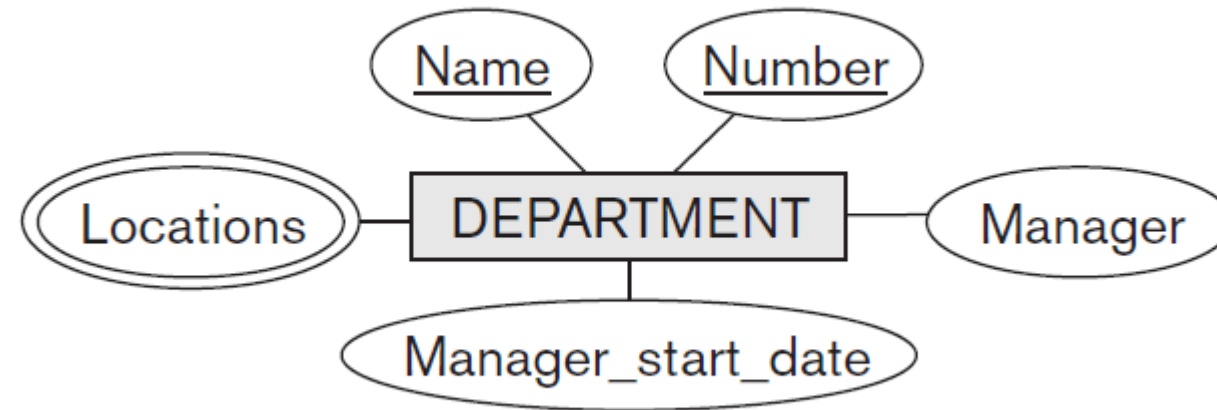 Name
Number
Locations
DEPARTMENT
Manager
Manager_start_date